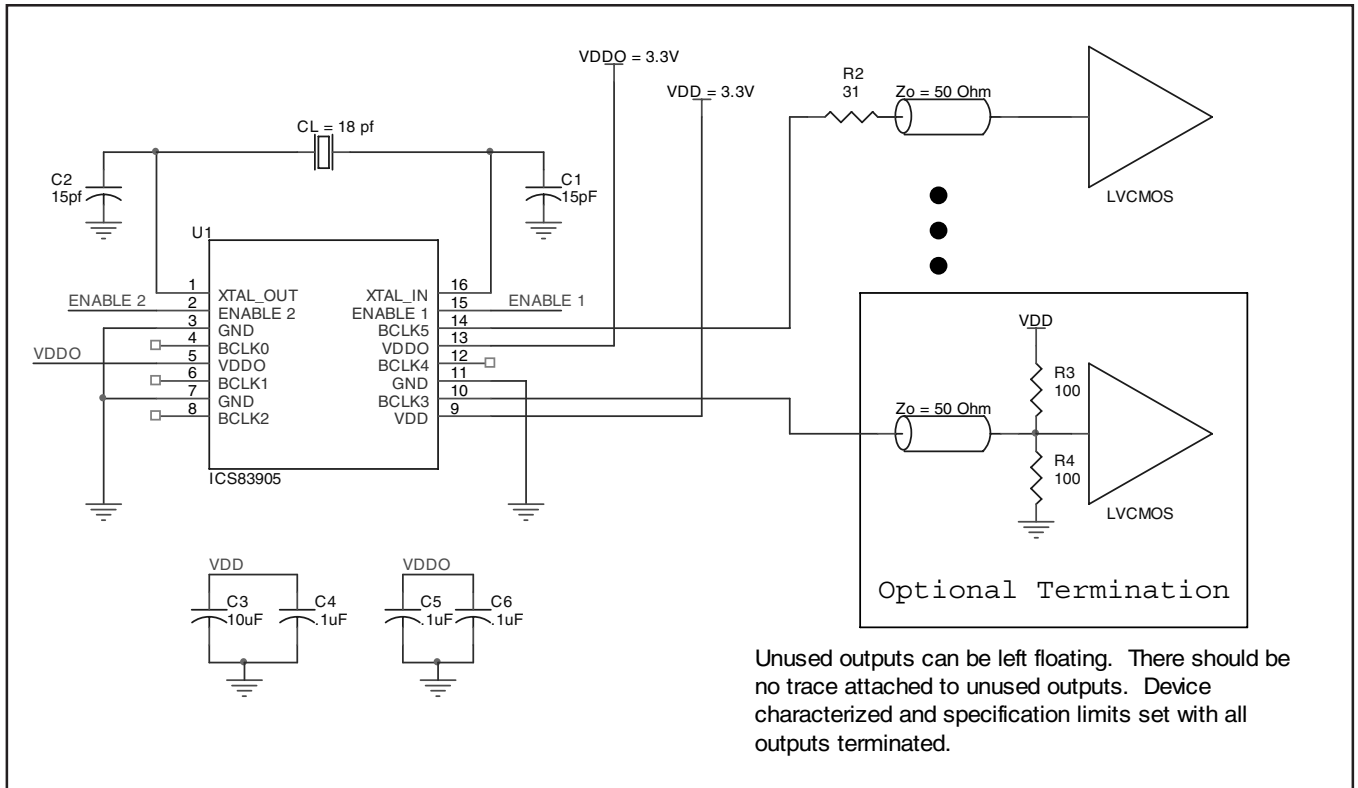 VDDO = 3.3V
VDD = 3.3V
R2
31
Zo = 50 Ohm
LVCMOS
CL = 18 pf
C2
15pf
C1
15pF
U1
1
XTAL_OUT
XTAL_IN
16
ENABLE 2
2
ENABLE 2
ENABLE 1
15
ENABLE 1
3
GND
BCLK5
14
4
BCLK0
VDDO
13
VDDO
5
VDDO
BCLK4
12
6
BCLK1
GND
11
7
GND
BCLK3
10
8
BCLK2
VDD
9
ICS83905
VDD
R3
100
Zo = 50 Ohm
R4
100
LVCMOS
Optional Termination
VDD
C3
10uF
C4
.1uF
VDDO
C5
.1uF
C6
.1uF
Unused outputs can be left floating. There should be
no trace attached to unused outputs. Device
characterized and specification limits set with all
outputs terminated.